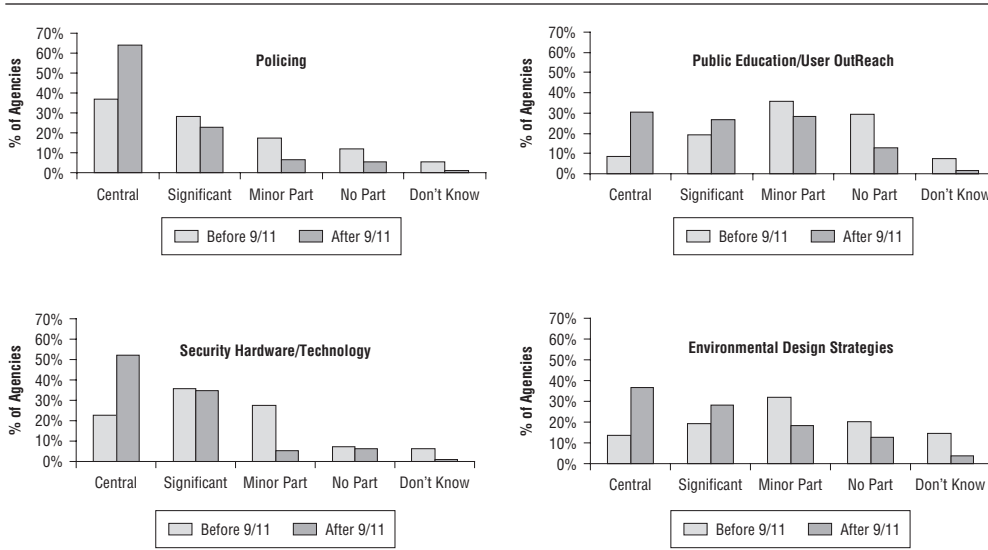 Policing
% of Agencies
70%
60%
50%
40%
30%
20%
10%
0%
Central Significant Minor Part No Part Don't Know
Before 9/11 After 9/11
Public Education/User OutReach
% of Agencies
70%
60%
50%
40%
30%
20%
10%
0%
Central Significant Minor Part No Part Don't Know
Before 9/11 After 9/11
Security Hardware/Technology
% of Agencies
70%
60%
50%
40%
30%
20%
10%
0%
Central Significant Minor Part No Part Don't Know
Before 9/11 After 9/11
Environmental Design Strategies
% of Agencies
70%
60%
50%
40%
30%
20%
10%
0%
Central Significant Minor Part No Part Don't Know
Before 9/11 After 9/11